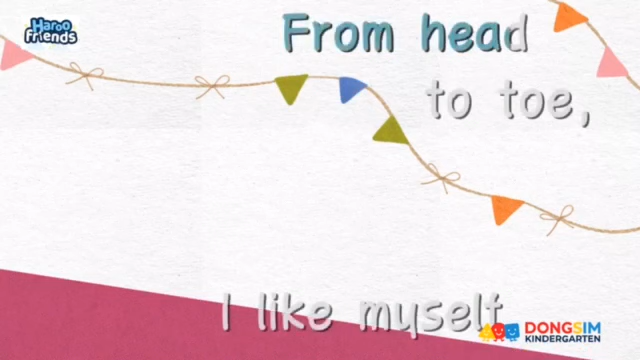 Haroo
Friends
From head
to toe,
I like myself
DONGSIM
KINDERGARTEN